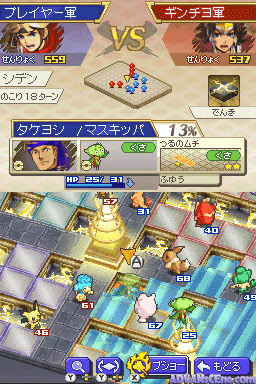 プレイヤー軍
ギンチヨ軍
VS
せんりょく 559
せんりょく 537
シデン
のこり18ターン
でんき
タケヨシ /マスキッパ
13%
くさ
つるのムチ
くさ
HP 25/ 31
ふゆう
57
31
40
A
68
46
61
49
67
25
Y
X
ブショー
B
もどる
ADVANCEMC.com